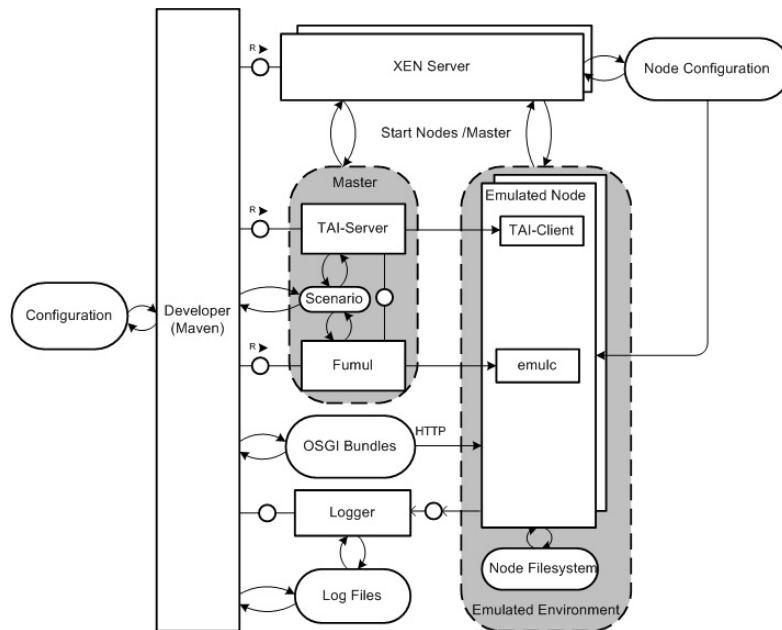 R
XEN Server
Node Configuration
Start Nodes /Master
Master
Emulated Node
R
TAI-Server
TAI-Client
Configuration
Developer
(Maven)
Scenario
R
Fumul
emulc
OSGI Bundles
HTTP
Logger
Log Files
Node Filesystem
Emulated Environment